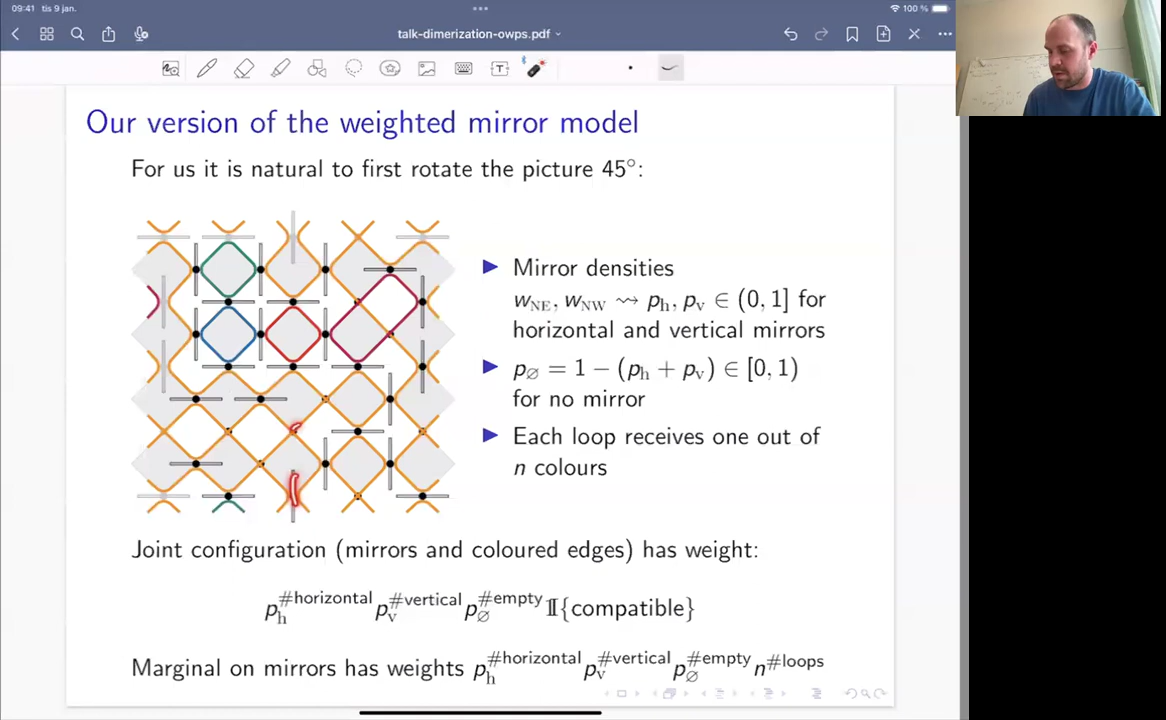 09:41 tis 9 jan.
100 %
talk-dimerization-owps.pdf
Our version of the weighted mirror model
For us it is natural to first rotate the picture 45°:
▶ Mirror densities
w_NE, w_NW ⇝ p_h, p_v ∈ (0, 1] for
horizontal and vertical mirrors
▶ p_∅ = 1 − (p_h + p_v) ∈ [0, 1)
for no mirror
▶ Each loop receives one out of
n colours
Joint configuration (mirrors and coloured edges) has weight:
p_h^#horizontal p_v^#vertical p_∅^#empty 𝕀{compatible}
Marginal on mirrors has weights p_h^#horizontal p_v^#vertical p_∅^#empty n^#loops